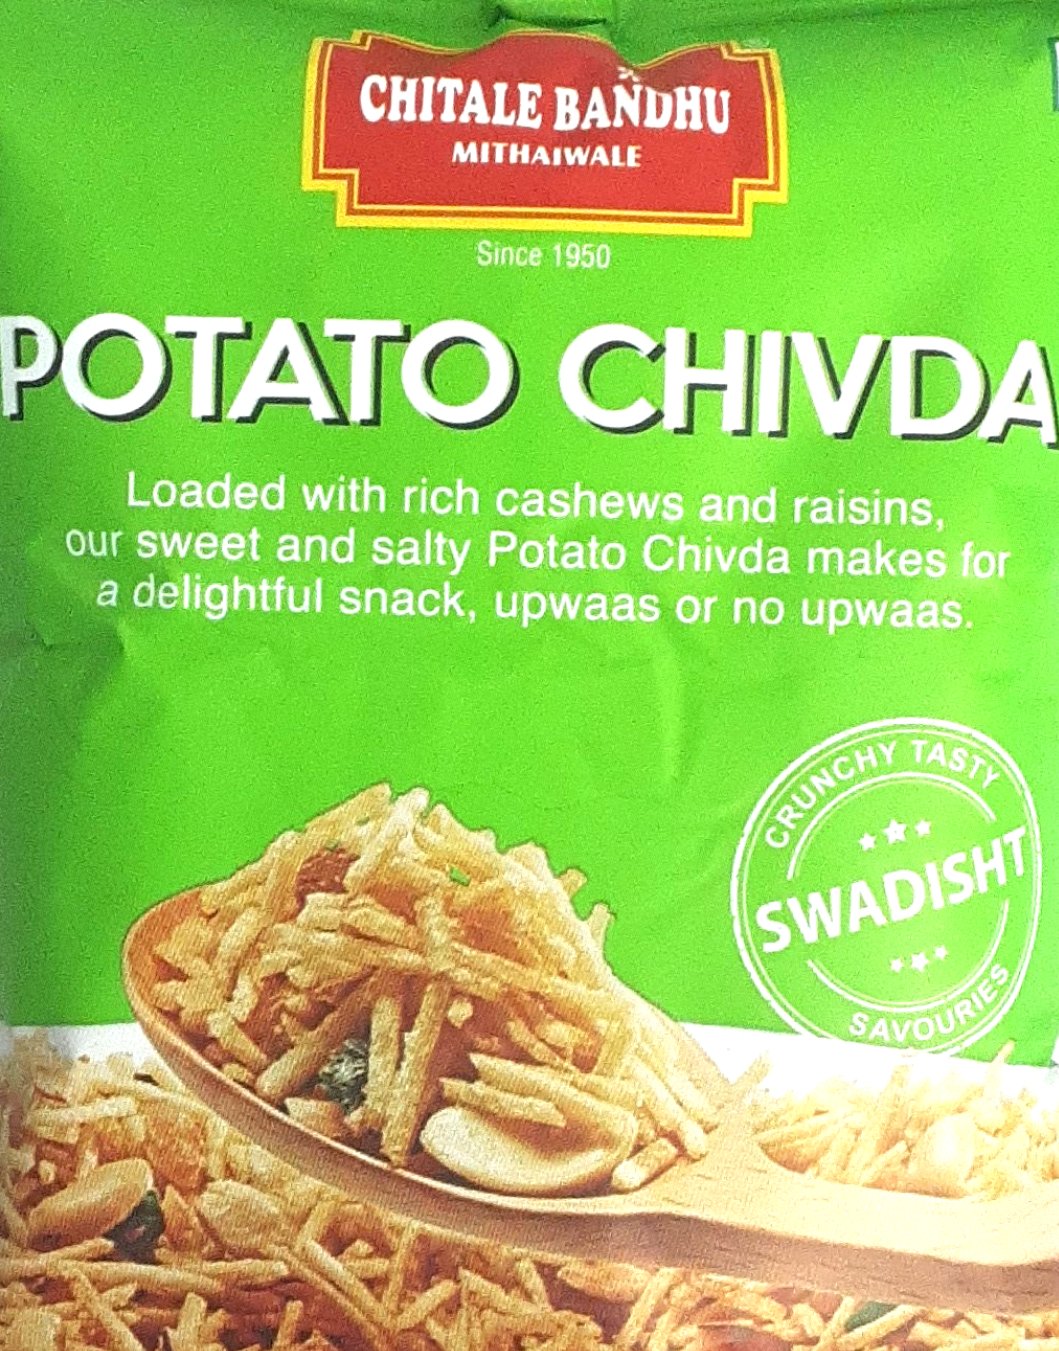 CHITALE BANDHU
MITHAIWALE
Since 1950
POTATO CHIVDA
Loaded with rich cashews and raisins,
our sweet and salty Potato Chivda makes for
a delightful snack, upwaas or no upwaas.
CRUNCHY TASTY
SWADISHT
SAVOURIES